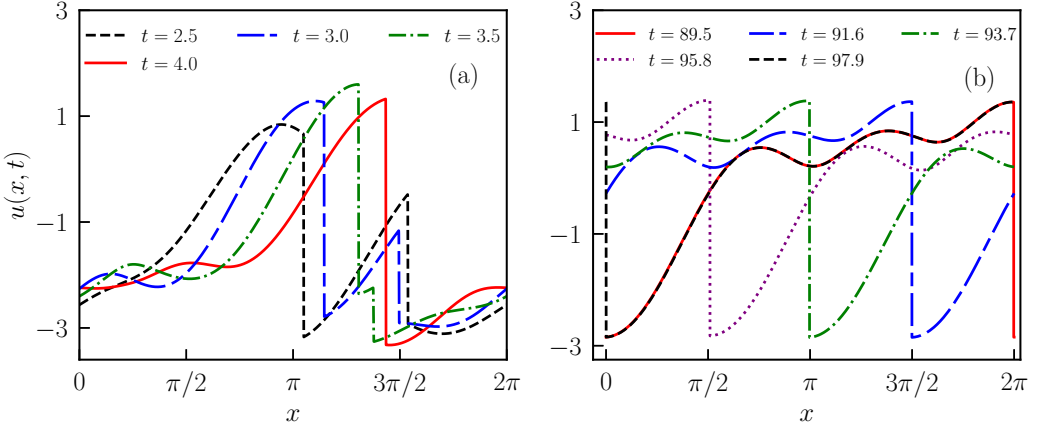 3
1
−1
−3
u(x, t)
t = 2.5
t = 3.0
t = 3.5
t = 4.0
(a)
0
π/2
π
3π/2
2π
x
3
1
−1
−3
t = 89.5
t = 91.6
t = 93.7
t = 95.8
t = 97.9
(b)
0
π/2
π
3π/2
2π
x